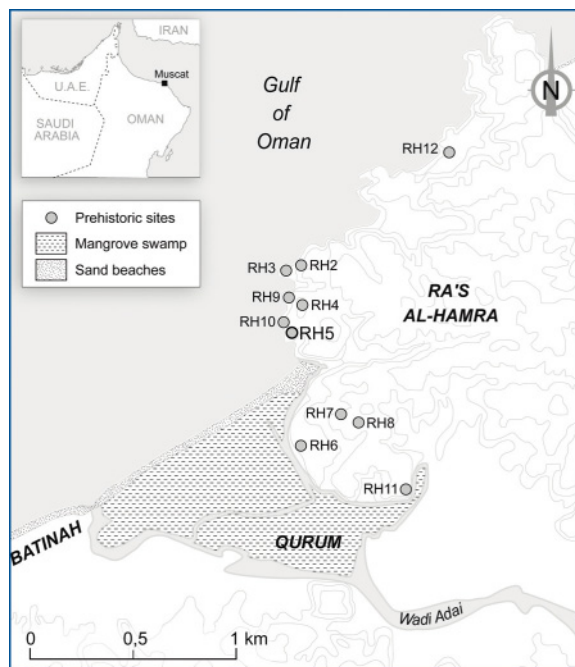 IRAN
U.A.E.
Muscat
SAUDI
ARABIA
OMAN
Gulf
of
Oman
N
RH12
Prehistoric sites
Mangrove swamp
Sand beaches
RH3
RH2
RH9
RH4
RH10
RH5
RA'S
AL-HAMRA
RH7
RH8
RH6
RH11
BATINAH
QURUM
Wadi Adai
0
0,5
1 km